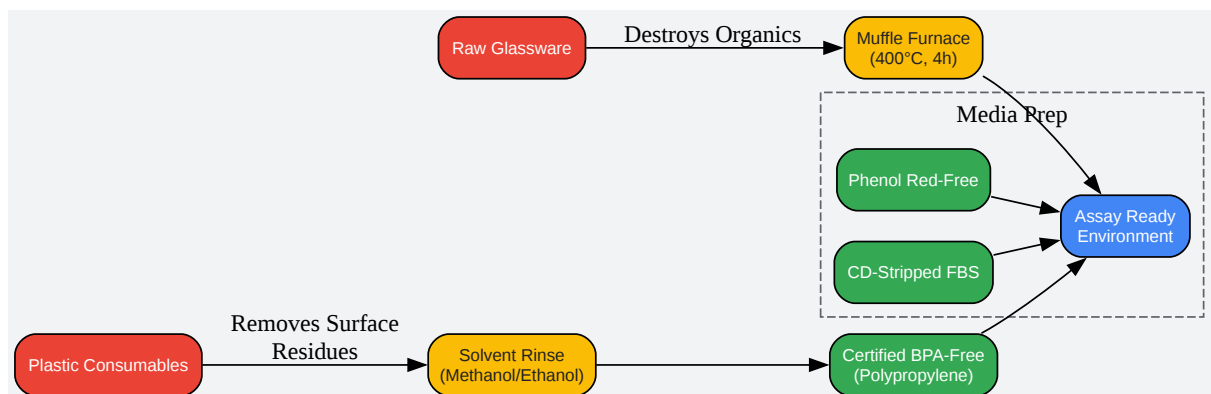 Raw Glassware
Destroys Organics
Muffle Furnace
(400°C, 4h)
Media Prep
Phenol Red-Free
CD-Stripped FBS
Assay Ready
Environment
Plastic Consumables
Removes Surface
Residues
Solvent Rinse
(Methanol/Ethanol)
Certified BPA-Free
(Polypropylene)